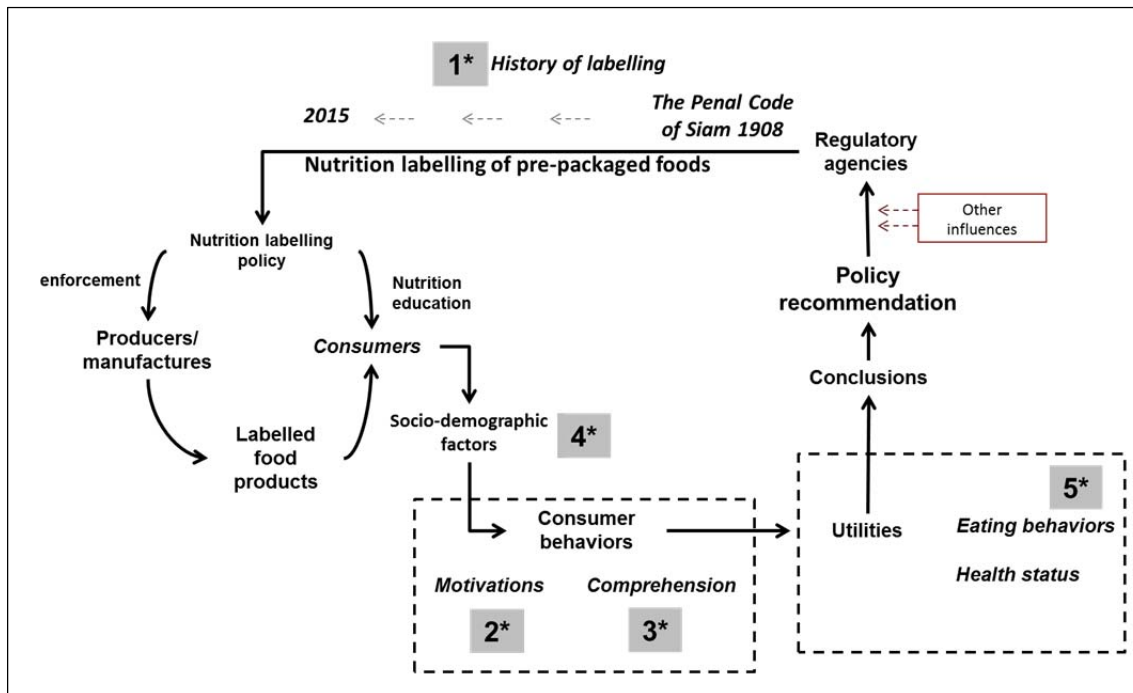 1* History of labelling
2015
The Penal Code
of Siam 1908
Nutrition labelling of pre-packaged foods
Regulatory
agencies
Other
influences
Nutrition labelling
policy
enforcement
Nutrition
education
Producers/
manufactures
Consumers
Labelled
food
products
Socio-demographic
factors
4*
Policy
recommendation
Conclusions
Consumer
behaviors
Motivations
Comprehension
2*
3*
5*
Utilities
Eating behaviors
Health status